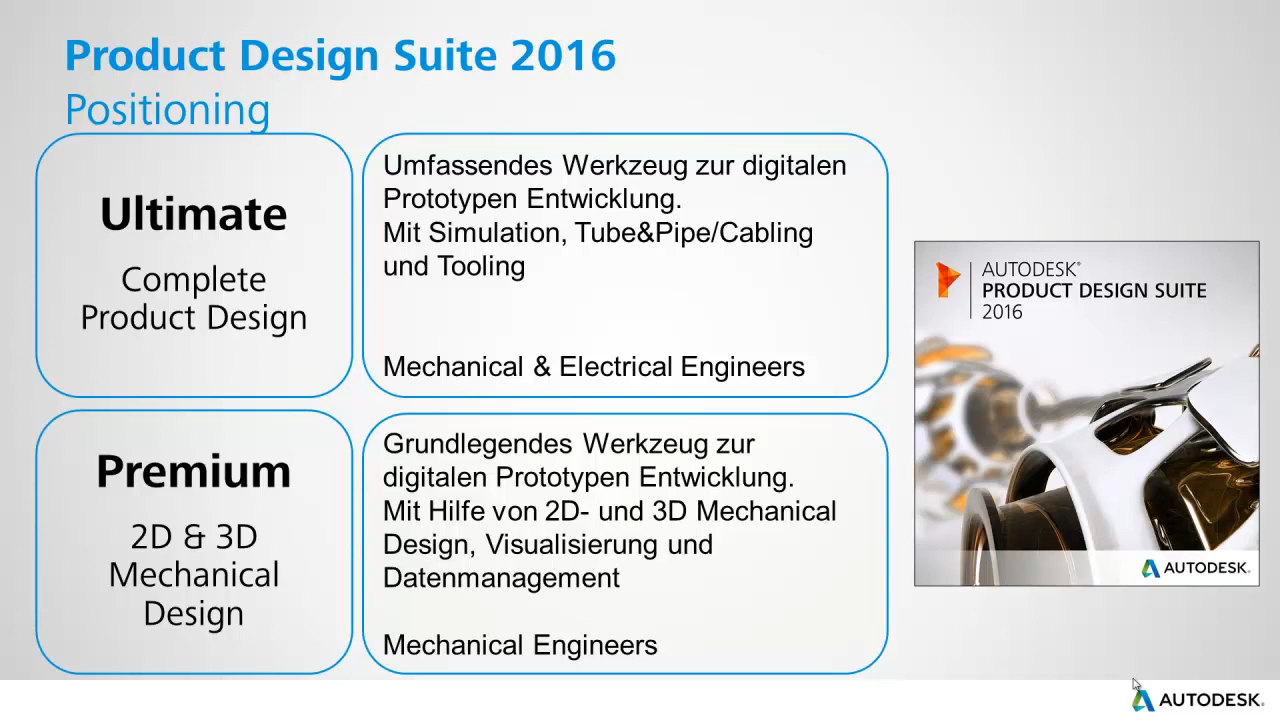 Product Design Suite 2016
Positioning
Ultimate
Complete
Product Design
Umfassendes Werkzeug zur digitalen
Prototypen Entwicklung.
Mit Simulation, Tube&Pipe/Cabling
und Tooling
Mechanical & Electrical Engineers
Premium
2D & 3D
Mechanical
Design
Grundlegendes Werkzeug zur
digitalen Prototypen Entwicklung.
Mit Hilfe von 2D- und 3D Mechanical
Design, Visualisierung und
Datenmanagement
Mechanical Engineers
AUTODESK®
PRODUCT DESIGN SUITE
2016
AUTODESK®
AUTODESK®